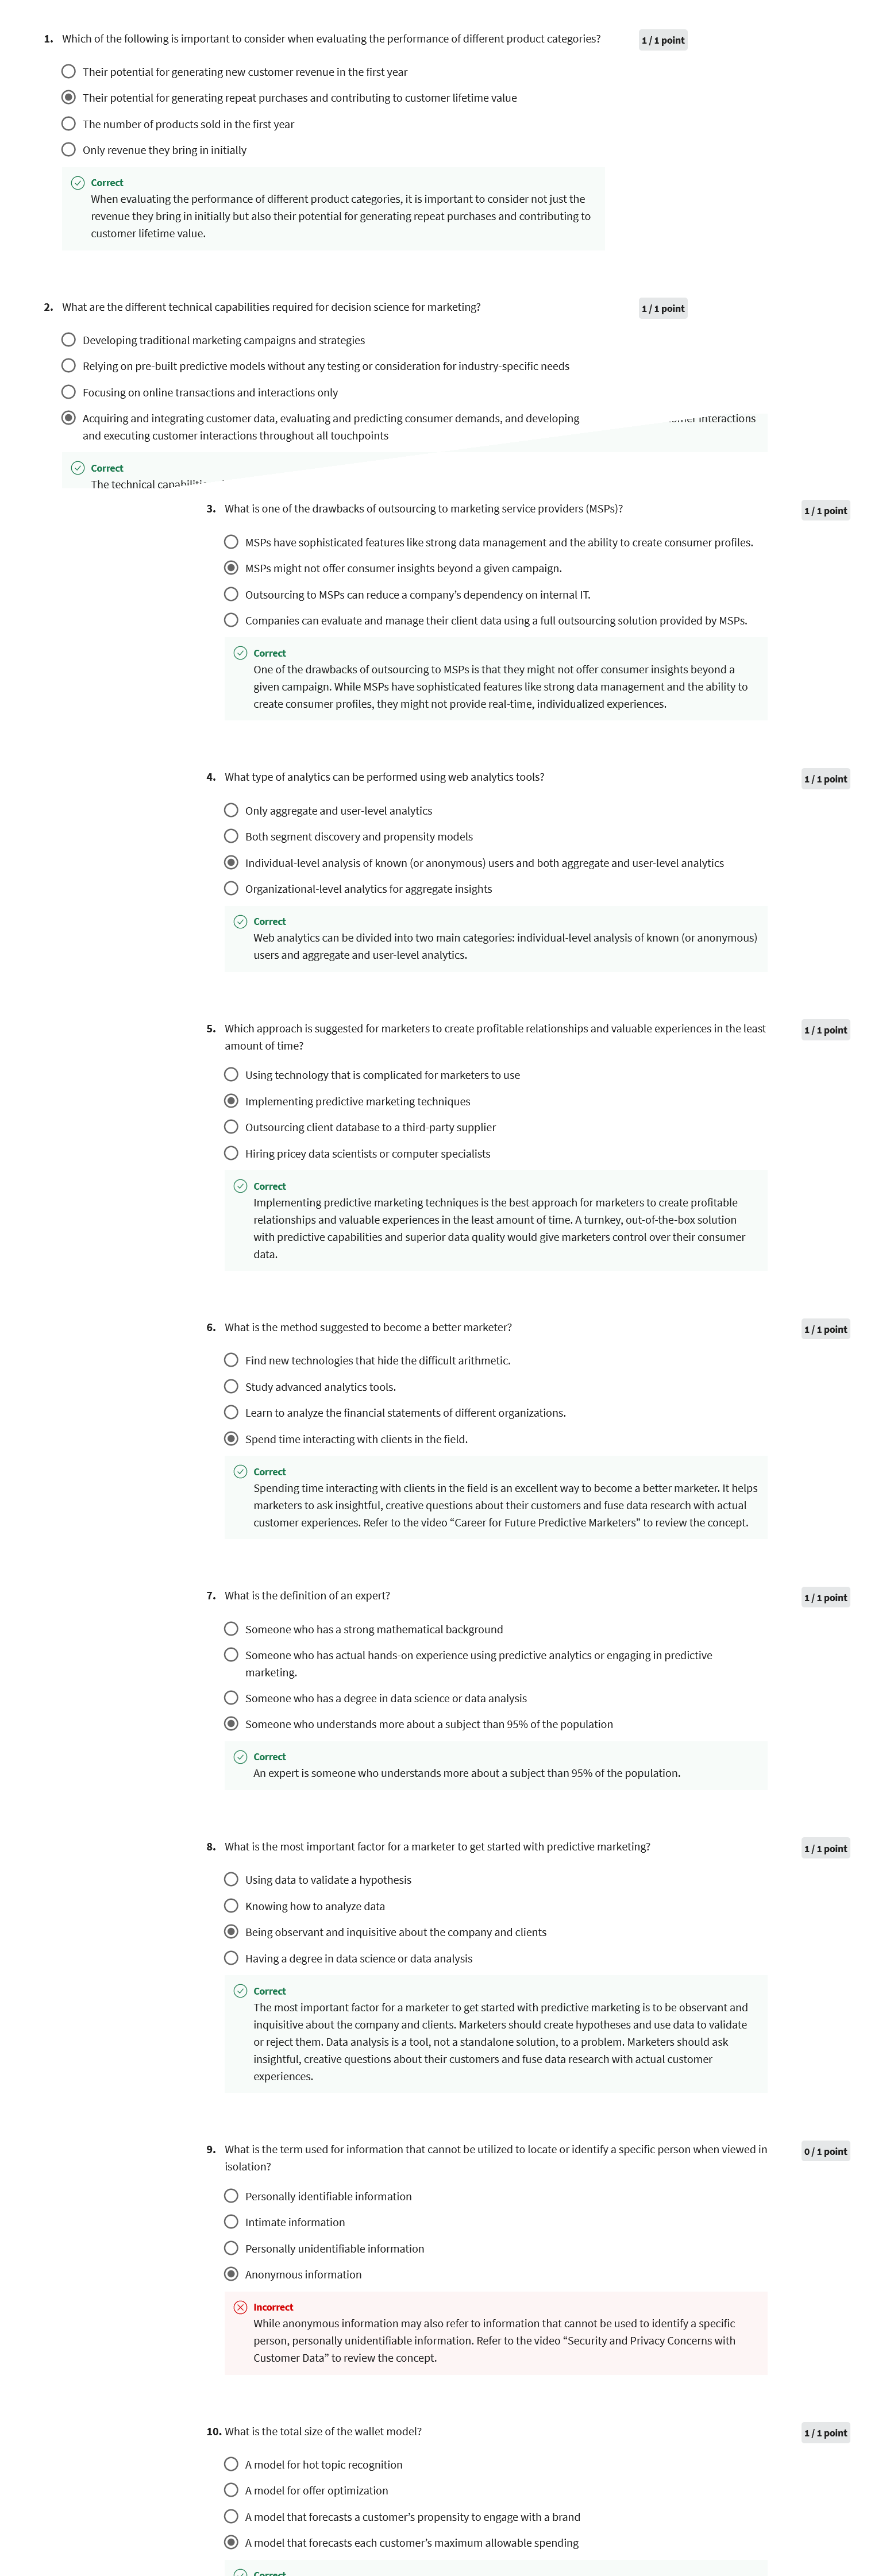 1. Which of the following is important to consider when evaluating the performance of different product categories?
1 / 1 point
Their potential for generating new customer revenue in the first year
Their potential for generating repeat purchases and contributing to customer lifetime value
The number of products sold in the first year
Only revenue they bring in initially
Correct
When evaluating the performance of different product categories, it is important to consider not just the
revenue they bring in initially but also their potential for generating repeat purchases and contributing to
customer lifetime value.
2. What are the different technical capabilities required for decision science for marketing?
1 / 1 point
Developing traditional marketing campaigns and strategies
Relying on pre-built predictive models without any testing or consideration for industry-specific needs
Focusing on online transactions and interactions only
Acquiring and integrating customer data, evaluating and predicting consumer demands, and developing
interactions
and executing customer interactions throughout all touchpoints
Correct
The technical capabilities
3. What is one of the drawbacks of outsourcing to marketing service providers (MSPs)?
1 / 1 point
MSPs have sophisticated features like strong data management and the ability to create consumer profiles.
MSPs might not offer consumer insights beyond a given campaign.
Outsourcing to MSPs can reduce a company's dependency on internal IT.
Companies can evaluate and manage their client data using a full outsourcing solution provided by MSPs.
Correct
One of the drawbacks of outsourcing to MSPs is that they might not offer consumer insights beyond a
given campaign. While MSPs have sophisticated features like strong data management and the ability to
create consumer profiles, they might not provide real-time, individualized experiences.
4. What type of analytics can be performed using web analytics tools?
1 / 1 point
Only aggregate and user-level analytics
Both segment discovery and propensity models
Individual-level analysis of known (or anonymous) users and both aggregate and user-level analytics
Organizational-level analytics for aggregate insights
Correct
Web analytics can be divided into two main categories: individual-level analysis of known (or anonymous)
users and aggregate and user-level analytics.
5. Which approach is suggested for marketers to create profitable relationships and valuable experiences in the least
1 / 1 point
amount of time?
Using technology that is complicated for marketers to use
Implementing predictive marketing techniques
Outsourcing client database to a third-party supplier
Hiring pricey data scientists or computer specialists
Correct
Implementing predictive marketing techniques is the best approach for marketers to create profitable
relationships and valuable experiences in the least amount of time. A turnkey, out-of-the-box solution
with predictive capabilities and superior data quality would give marketers control over their consumer
data.
6. What is the method suggested to become a better marketer?
1 / 1 point
Find new technologies that hide the difficult arithmetic.
Study advanced analytics tools.
Learn to analyze the financial statements of different organizations.
Spend time interacting with clients in the field.
Correct
Spending time interacting with clients in the field is an excellent way to become a better marketer. It helps
marketers to ask insightful, creative questions about their customers and fuse data research with actual
customer experiences. Refer to the video “Career for Future Predictive Marketers” to review the concept.
7. What is the definition of an expert?
1 / 1 point
Someone who has a strong mathematical background
Someone who has actual hands-on experience using predictive analytics or engaging in predictive
marketing.
Someone who has a degree in data science or data analysis
Someone who understands more about a subject than 95% of the population
Correct
An expert is someone who understands more about a subject than 95% of the population.
8. What is the most important factor for a marketer to get started with predictive marketing?
1 / 1 point
Using data to validate a hypothesis
Knowing how to analyze data
Being observant and inquisitive about the company and clients
Having a degree in data science or data analysis
Correct
The most important factor for a marketer to get started with predictive marketing is to be observant and
inquisitive about the company and clients. Marketers should create hypotheses and use data to validate
or reject them. Data analysis is a tool, not a standalone solution, to a problem. Marketers should ask
insightful, creative questions about their customers and fuse data research with actual customer
experiences.
9. What is the term used for information that cannot be utilized to locate or identify a specific person when viewed in
0 / 1 point
isolation?
Personally identifiable information
Intimate information
Personally unidentifiable information
Anonymous information
Incorrect
While anonymous information may also refer to information that cannot be used to identify a specific
person, personally unidentifiable information. Refer to the video “Security and Privacy Concerns with
Customer Data” to review the concept.
10. What is the total size of the wallet model?
1 / 1 point
A model for hot topic recognition
A model for offer optimization
A model that forecasts a customer's propensity to engage with a brand
A model that forecasts each customer's maximum allowable spending
Correct